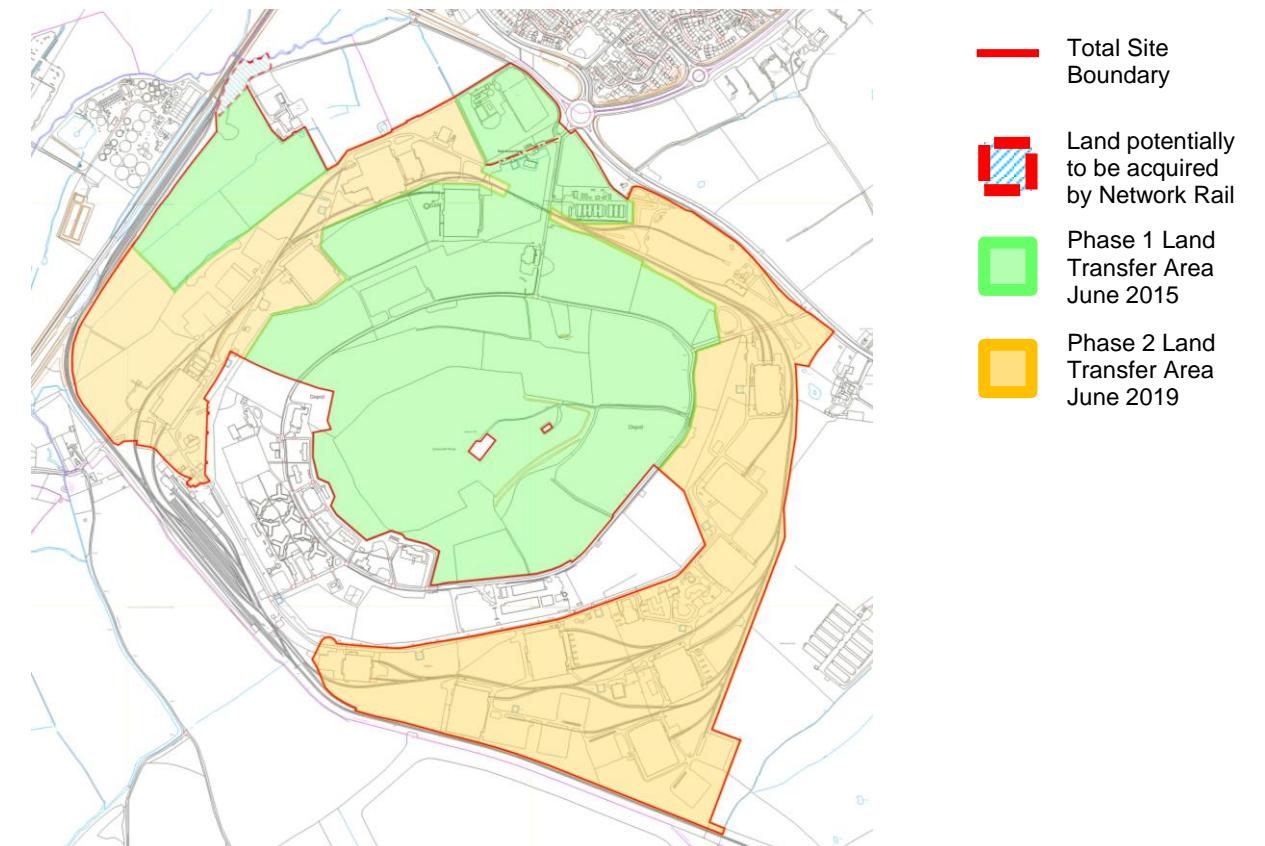 Total Site
Boundary
Land potentially
to be acquired
by Network Rail
Phase 1 Land
Transfer Area
June 2015
Phase 2 Land
Transfer Area
June 2019
Depot
Depot